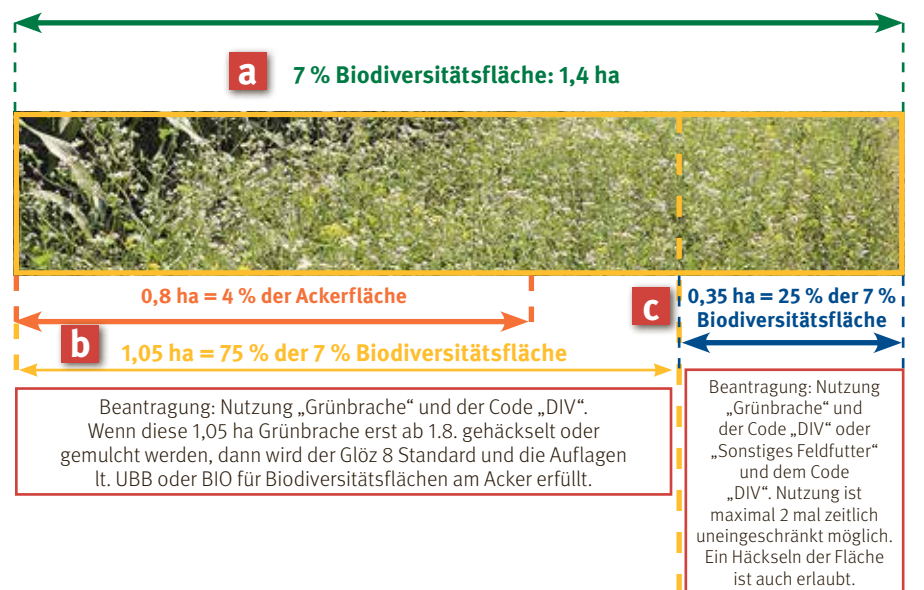 a 7 % Biodiversitätsfläche: 1,4 ha
0,8 ha = 4 % der Ackerfläche
b 1,05 ha = 75 % der 7 % Biodiversitätsfläche
Beantragung: Nutzung „Grünbrache“ und der Code „DIV“.
Wenn diese 1,05 ha Grünbrache erst ab 1.8. gehäckselt oder
gemulcht werden, dann wird der Glöz 8 Standard und die Auflagen
lt. UBB oder BIO für Biodiversitätsflächen am Acker erfüllt.
c 0,35 ha = 25 % der 7 %
Biodiversitätsfläche
Beantragung: Nutzung
„Grünbrache“ und
der Code „DIV“ oder
„Sonstiges Feldfutter“
und dem Code
„DIV“. Nutzung ist
maximal 2 mal zeitlich
uneingeschränkt möglich.
Ein Häckseln der Fläche
ist auch erlaubt.